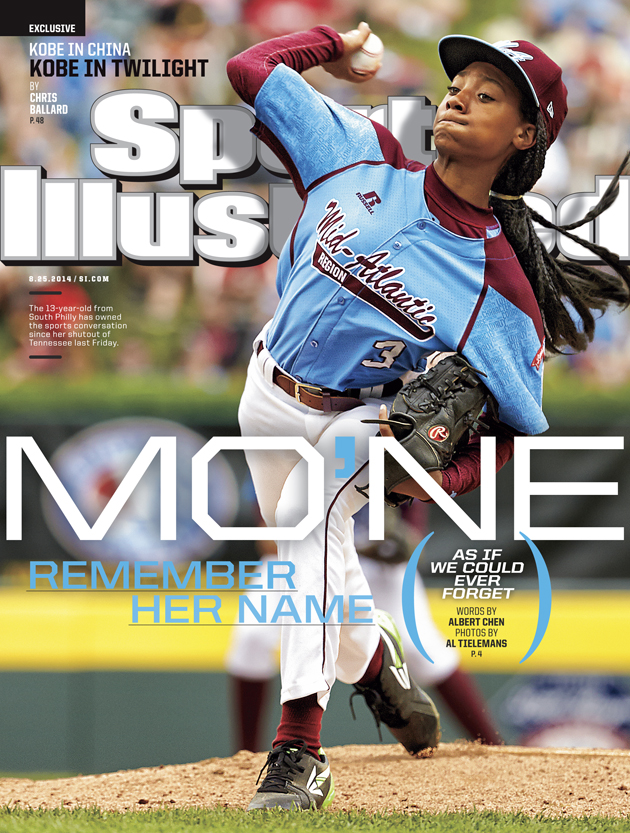 EXCLUSIVE
KOBE IN CHINA
KOBE IN TWILIGHT
BY
CHRIS
BALLARD
P. 48
Sports
Illustrated
8.25.2014 / SI.COM
The 13-year-old from
South Philly has owned
the sports conversation
since her shutout of
Tennessee last Friday.
RUSSELL
Mid-Atlantic
REGION
3
R
MO'NE
REMEMBER
HER NAME
AS IF
WE COULD
EVER
FORGET
WORDS BY
ALBERT CHEN
PHOTOS BY
AL TIELEMANS
P. 4